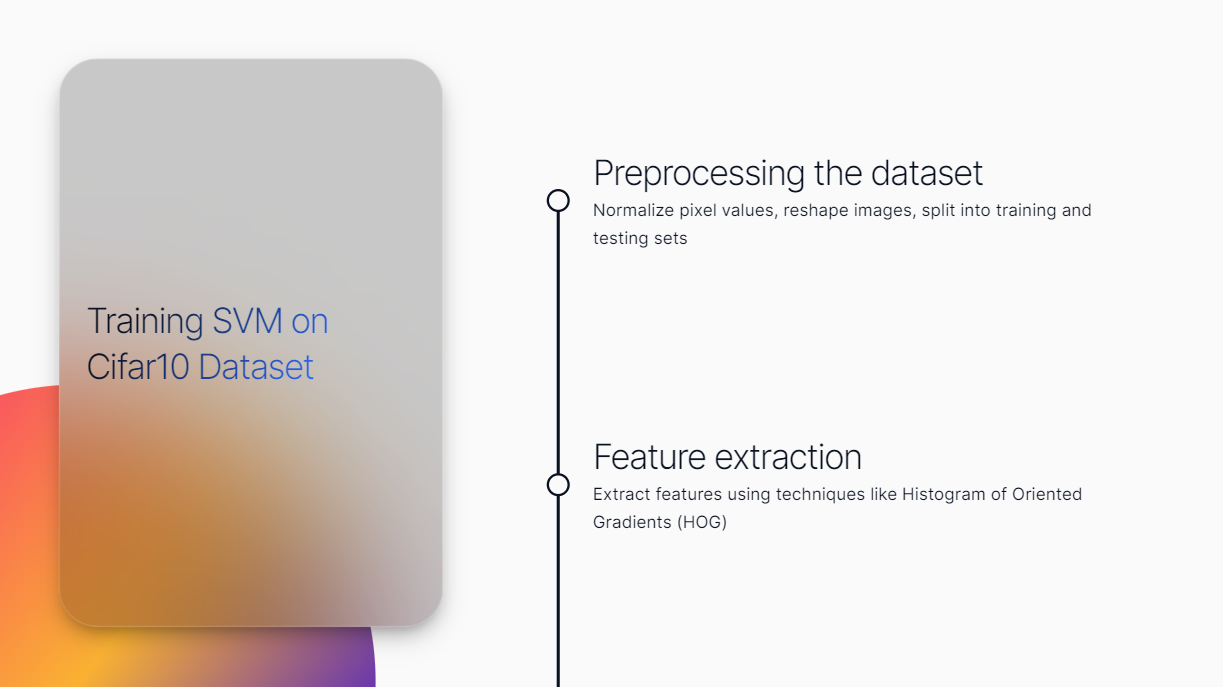 Training SVM on
Cifar10 Dataset
Preprocessing the dataset
Normalize pixel values, reshape images, split into training and
testing sets
Feature extraction
Extract features using techniques like Histogram of Oriented
Gradients (HOG)